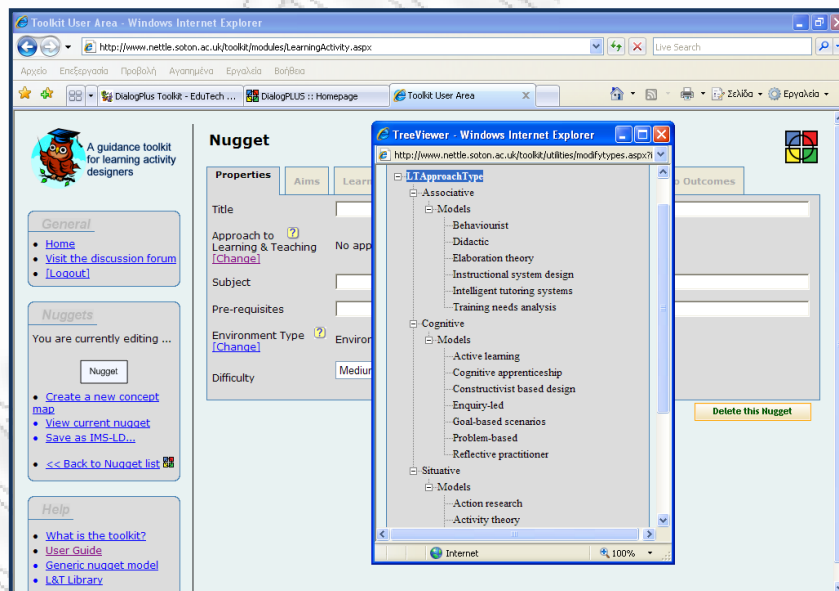 Toolkit User Area - Windows Internet Explorer
http://www.nettle.soton.ac.uk/toolkit/modules/LearningActivity.aspx
Live Search
Αρχείο Επεξεργασία Προβολή Αγαπημένα Εργαλεία Βοήθεια
DialogPlus Toolkit - EduTech ...
DialogPLUS :: Homepage
Toolkit User Area
Σελίδα
Εργαλεία
A guidance toolkit
for learning activity
designers
General
Home
Visit the discussion forum
[Logout]
Nuggets
You are currently editing ...
Nugget
Create a new concept
map
View current nugget
Save as IMS-LD...
<< Back to Nugget list
Help
What is the toolkit?
User Guide
Generic nugget model
L&T Library
Nugget
Properties
Aims
Learn
Outcomes
Title
Approach to
Learning & Teaching
[Change]
No app
Subject
Pre-requisites
Environment Type
[Change]
Environ
Difficulty
Medium
Delete this Nugget
TreeViewer - Windows Internet Explorer
http://www.nettle.soton.ac.uk/toolkit/utilities/modifytypes.aspx?i
LTApproachType
Associative
Models
Behaviourist
Didactic
Elaboration theory
Instructional system design
Intelligent tutoring systems
Training needs analysis
Cognitive
Models
Active learning
Cognitive apprenticeship
Constructivist based design
Enquiry-led
Goal-based scenarios
Problem-based
Reflective practitioner
Situative
Models
Action research
Activity theory
Internet
100%